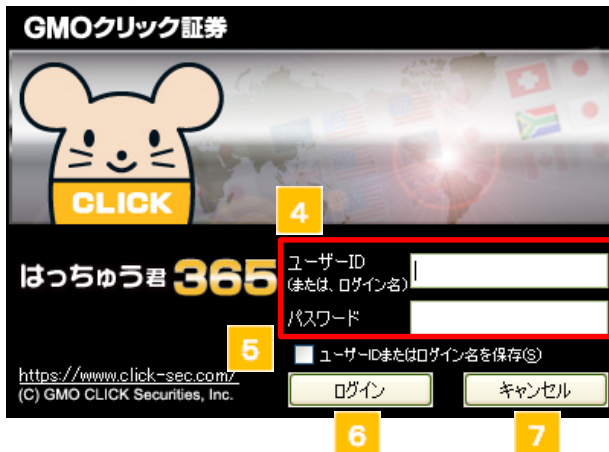 GMOクリック証券
CLICK
4
ユーザーID
(または、ログイン名)
はっちゅう君 365
パスワード
5
ユーザーIDまたはログイン名を保存(S)
https://www.click-sec.com/
(C) GMO CLICK Securities, Inc.
ログイン
キャンセル
6
7